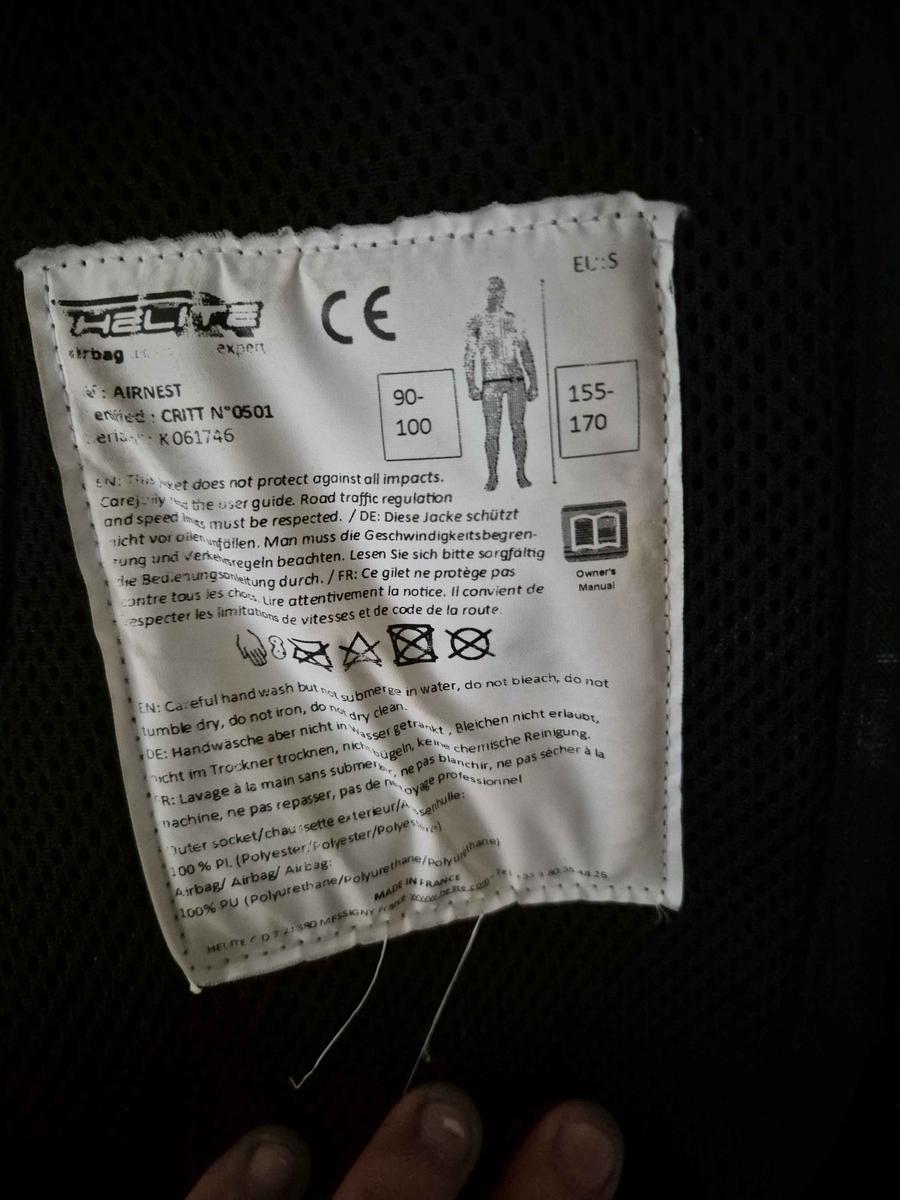 HELITE
airbag expert
CE
EU: S
: AIRNEST
: CRITT N°0501
K061746
90-
100
155-
170
EN: This does not protect against all impacts.
the user guide. Road traffic regulation
and speed must be respected. / DE: Diese Jacke schützt
nicht vor allen unfällen. Man muss die Geschwindigkeitsbegren-
zung und Verkehrsregeln beachten. Lesen Sie sich bitte sorgfältig
die Bedienungsanleitung durch. / FR: Ce gilet ne protège pas
contre tous les chocs. Lire attentivement la notice. Il convient de
respecter les limitations de vitesses et de code de la route.
Owner's
Manual
EN: Careful hand wash but not submerge in water, do not bleach, do not
tumble dry, do not iron, do not dry clean.
DE: Handwäsche aber nicht in wasser getränkt, Bleichen nicht erlaubt,
nicht im Trockner trocknen, nicht bügeln, keine chemische Reinigung.
FR: Lavage à la main sans submerger, ne pas blanchir, ne pas sécher à la
machine, ne pas repasser, pas de nettoyage professionnel
Outer socket/chaussette exterieur/Aussenhulle:
100 % PL (Polyester/Polyester/Polyestere)
Airbag/ Airbag/ Airbag:
100% PU (Polyurethane/Polyurethane/Polyurethane)
MADE IN FRANCE
HELITE MESSIGNY France www.helite.com